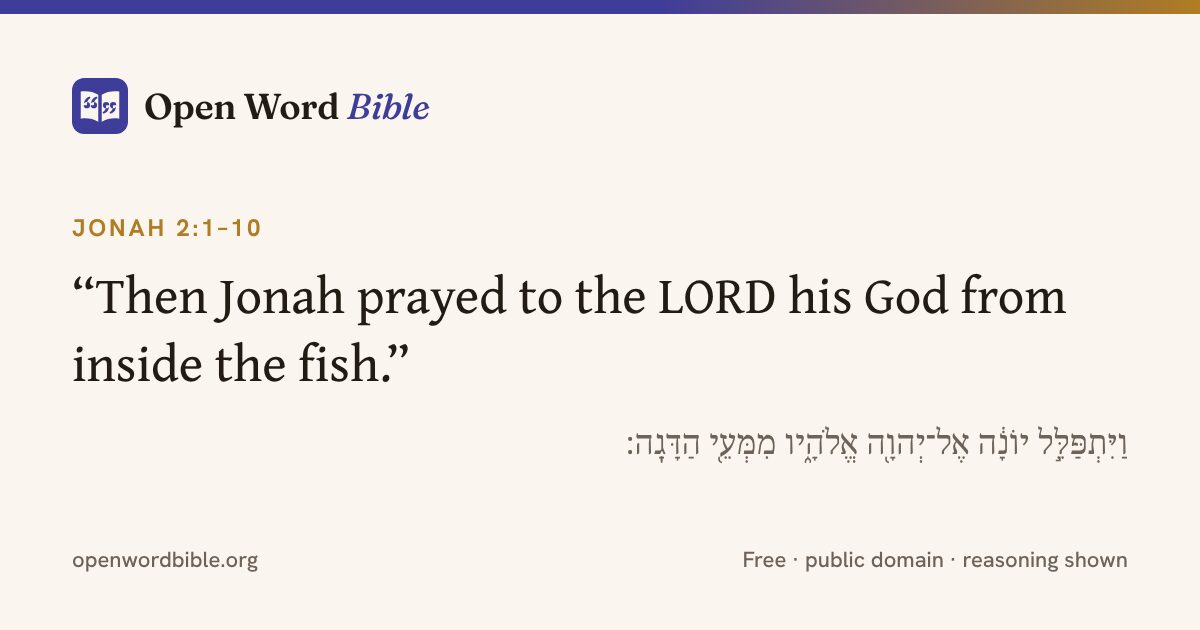 Open Word Bible
JONAH 2:1–10
“Then Jonah prayed to the LORD his God from
inside the fish.”
וַיִּתְפַּלֵּ֣ל יוֹנָ֔ה אֶל־יְהוָ֖ה אֱלֹהָ֑יו מִמְּעֵ֖י הַדָּגָֽה׃
openwordbible.org
Free · public domain · reasoning shown